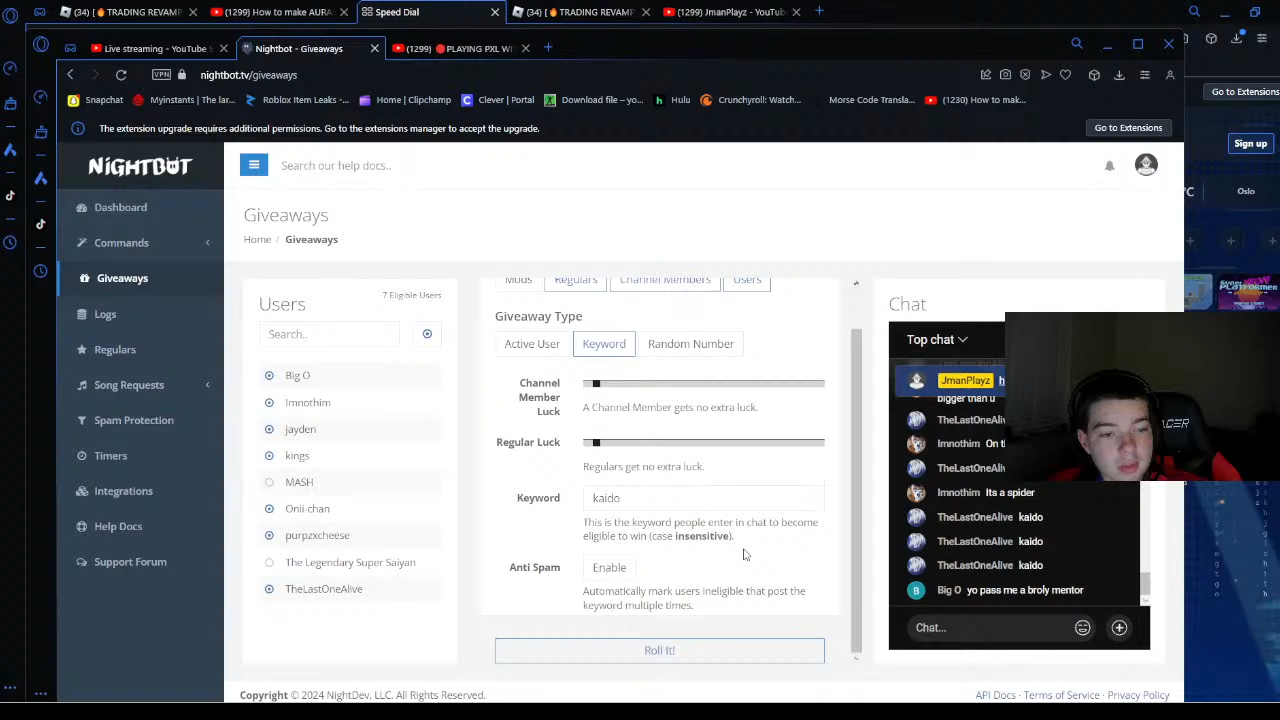 (34) [🔥 TRADING REVAMP
(1299) How to make AURA
Speed Dial
(34) [🔥 TRADING REVAMP
(1299) JmanPlayz - YouTub
Live streaming - YouTube S
Nightbot - Giveaways
(1299) 🔴PLAYING PXL WI
VPN
nightbot.tv/giveaways
Snapchat
Myinstants | The lar...
Roblox Item Leaks -...
Home | Clipchamp
Clever | Portal
Download file – yo...
Hulu
Crunchyroll: Watch...
Morse Code Transla...
(1230) How to mak...
Go to Extensions
The extension upgrade requires additional permissions. Go to the extensions manager to accept the upgrade.
Go to Extensions
NIGHTBOT
Search our help docs..
Sign up
PC
Oslo
Dashboard
Commands
Giveaways
Logs
Regulars
Song Requests
Spam Protection
Timers
Integrations
Help Docs
Support Forum
Giveaways
Home / Giveaways
Users
7 Eligible Users
Search..
Big O
Imnothim
jayden
kings
MASH
Onii-chan
purpzxcheese
The Legendary Super Saiyan
TheLastOneAlive
Mods
Regulars
Channel Members
Users
Giveaway Type
Active User
Keyword
Random Number
Channel
Member
Luck
A Channel Member gets no extra luck.
Regular Luck
Regulars get no extra luck.
Keyword
kaido
This is the keyword people enter in chat to become
eligible to win (case insensitive).
Anti Spam
Enable
Automatically mark users ineligible that post the
keyword multiple times.
Roll It!
Chat
Top chat
JmanPlayz h
bigger than u
TheLastOneAliv
Imnothim On th
TheLastOneAliv
Imnothim Its a spider
TheLastOneAlive kaido
TheLastOneAlive kaido
TheLastOneAlive kaido
B
Big O yo pass me a broly mentor
Chat...
ACER
Copyright © 2024 NightDev, LLC. All Rights Reserved.
API Docs · Terms of Service · Privacy Policy